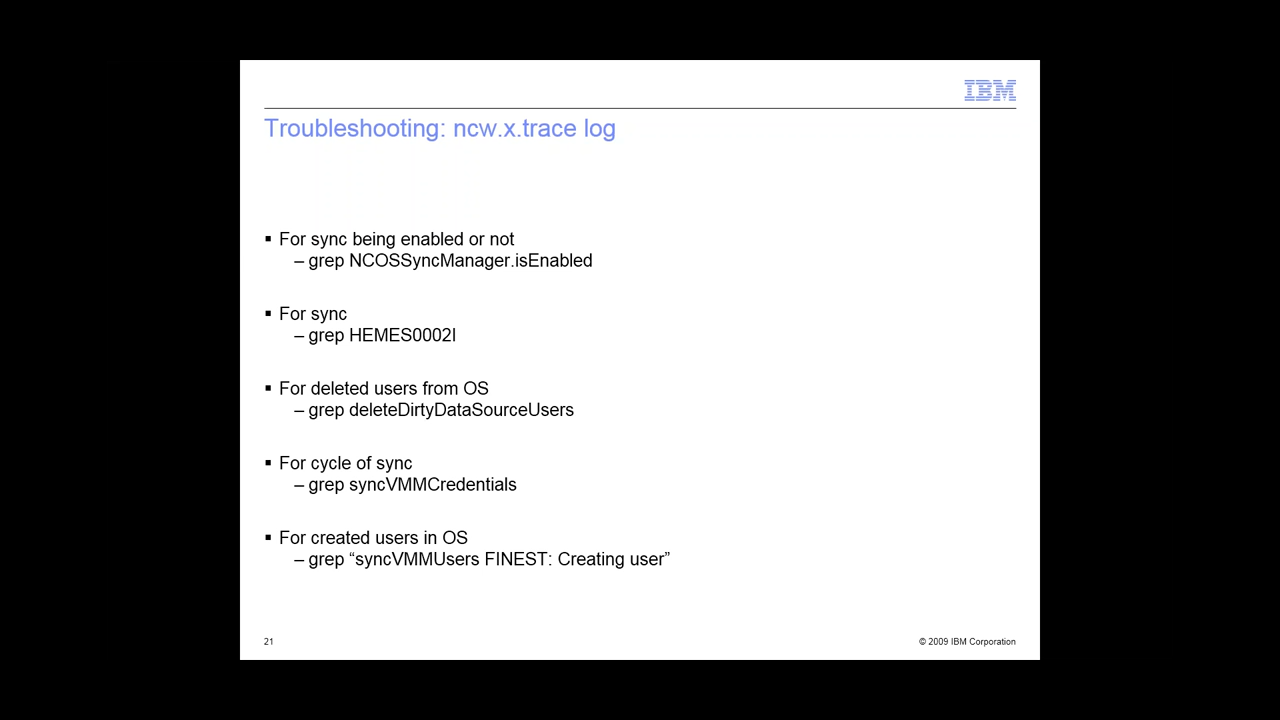 IBM
Troubleshooting: ncw.x.trace log
▪ For sync being enabled or not
– grep NCOSSyncManager.isEnabled
▪ For sync
– grep HEMES0002I
▪ For deleted users from OS
– grep deleteDirtyDataSourceUsers
▪ For cycle of sync
– grep syncVMMCredentials
▪ For created users in OS
– grep “syncVMMUsers FINEST: Creating user”
21
© 2009 IBM Corporation